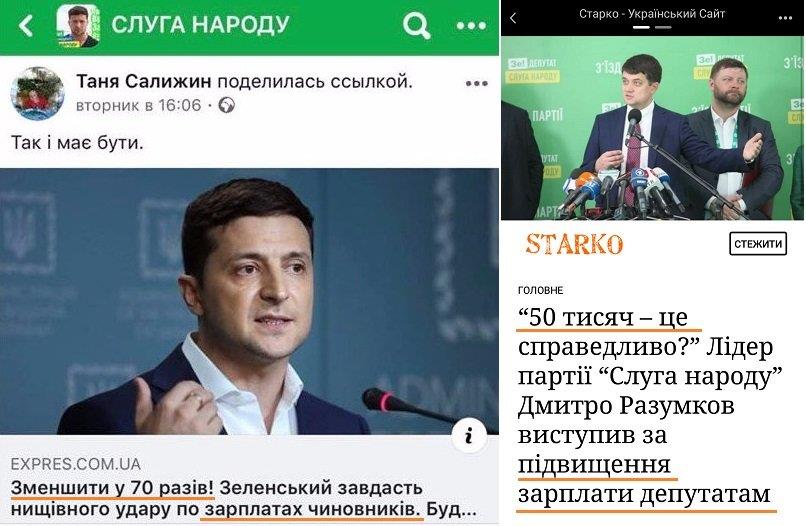 СЛУГА НАРОДУ
Таня Салижин поделилась ссылкой.
вторник в 16:06
Так і має бути.
EXPRES.COM.UA
Зменшити у 70 разів! Зеленський завдасть
нищівного удару по зарплатах чиновників. Буд...
Старко - Український Сайт
Зе! ДЕПУТАТ
СЛУГА НАРОДУ
З'ЇЗД
ПАРТІЇ
STARKO
СТЕЖИТИ
ГОЛОВНЕ
“50 тисяч – це
справедливо?” Лідер
партії “Слуга народу”
Дмитро Разумков
виступив за
підвищення
зарплати депутатам